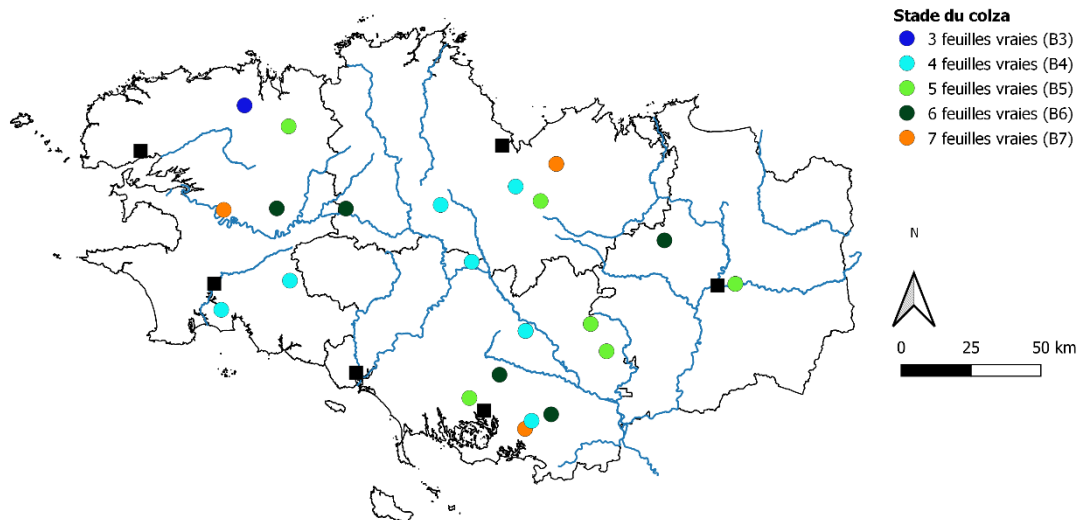 Stade du colza
3 feuilles vraies (B3)
4 feuilles vraies (B4)
5 feuilles vraies (B5)
6 feuilles vraies (B6)
7 feuilles vraies (B7)
N
0 25 50 km